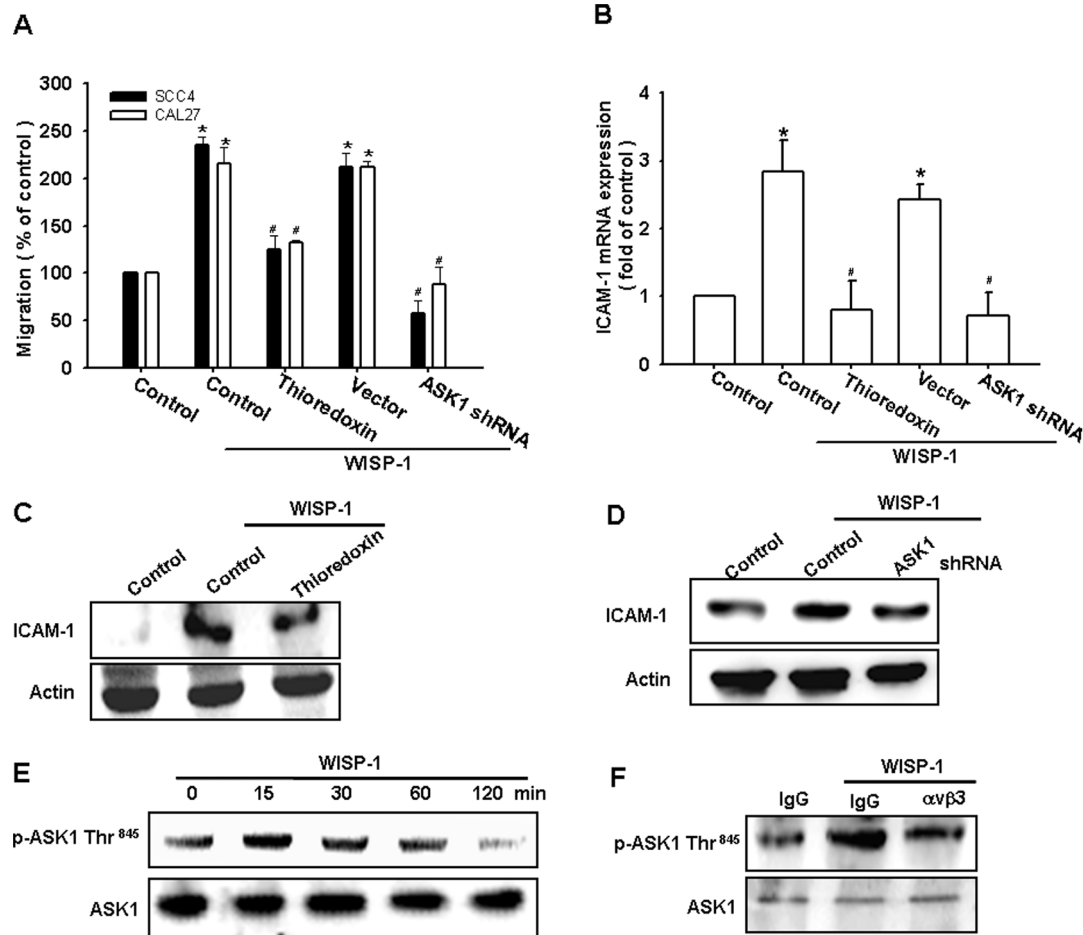 A
300
250
200
150
100
50
0
Migration ( % of control )
SCC4
CAL27
* * # # * * # #
Control
Control
Thioredoxin
Vector
ASK1 shRNA
WISP-1
B
4
3
2
1
0
ICAM-1 mRNA expression
( fold of control )
* # * #
Control
Control
Thioredoxin
Vector
ASK1 shRNA
WISP-1
C
WISP-1
Control
Control
Thioredoxin
ICAM-1
Actin
D
WISP-1
Control
Control
ASK1 shRNA
ICAM-1
Actin
E
WISP-1
0 15 30 60 120 min
p-ASK1 Thr 845
ASK1
F
WISP-1
IgG IgG αvβ3
p-ASK1 Thr 845
ASK1